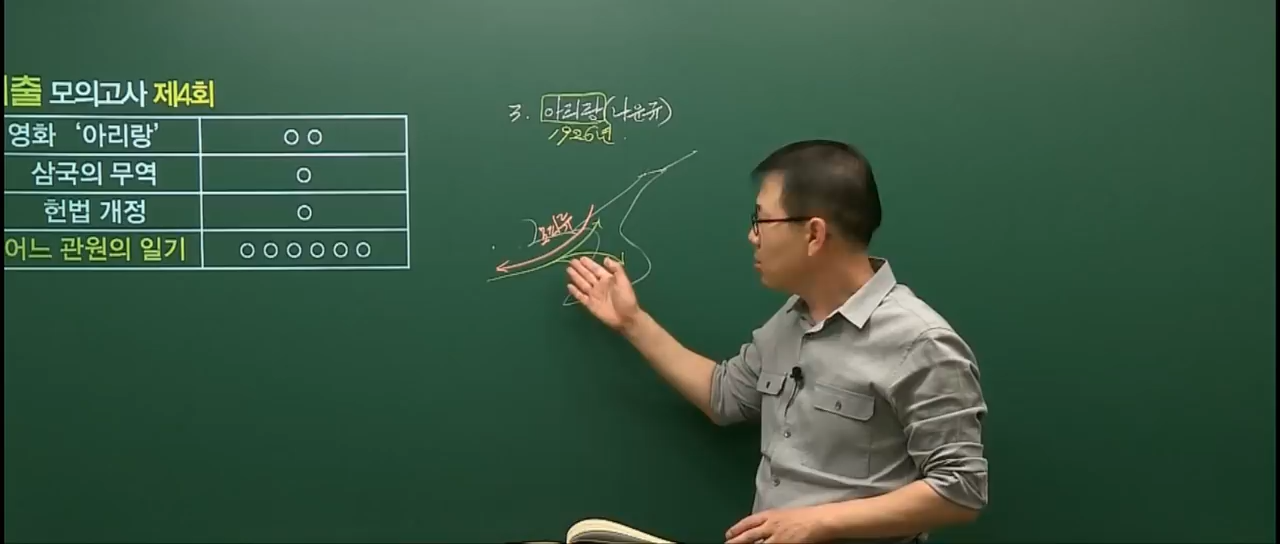 출 모의고사 제4회
영화 ‘아리랑’ ○○
삼국의 무역 ○
헌법 개정 ○
어느 관원의 일기 ○○○○○○
3. 아리랑(나운규)
1926년